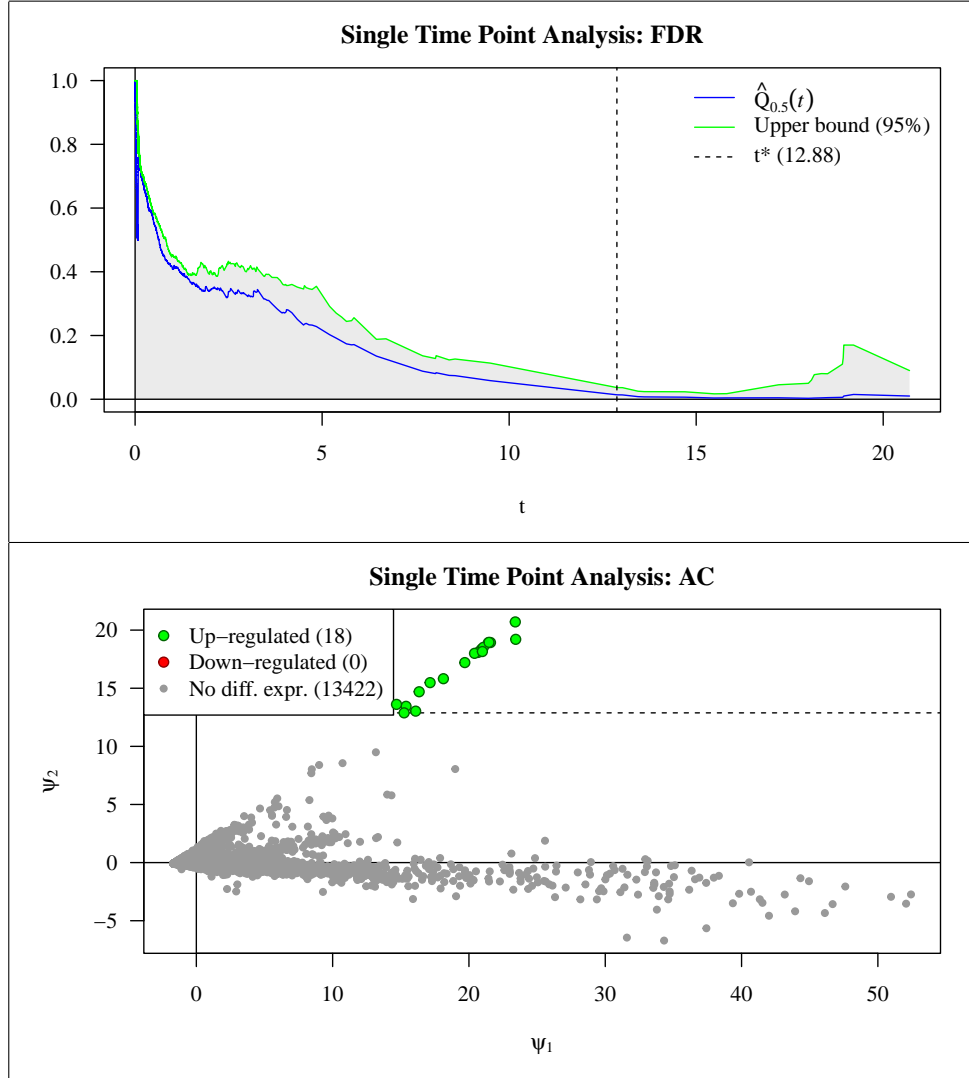 Single Time Point Analysis: FDR
1.0
0.8
0.6
0.4
0.2
0.0
Q̂0.5(t)
Upper bound (95%)
t* (12.88)
0 5 10 15 20
t
Single Time Point Analysis: AC
20
15
10
5
0
−5
ψ2
Up−regulated (18)
Down−regulated (0)
No diff. expr. (13422)
0 10 20 30 40 50
ψ1